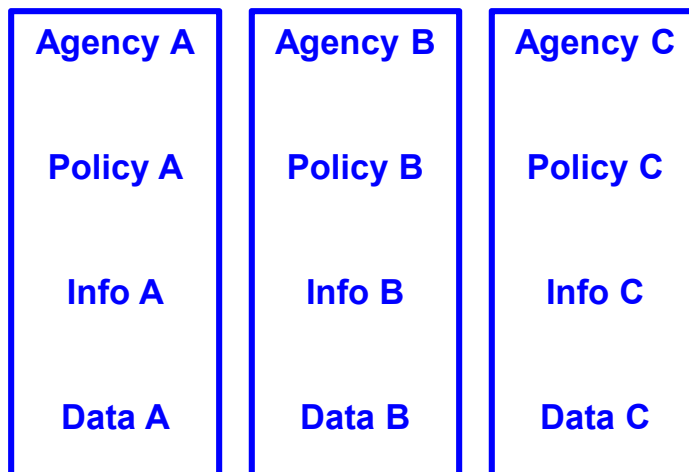 Agency A
Policy A
Info A
Data A
Agency B
Policy B
Info B
Data B
Agency C
Policy C
Info C
Data C